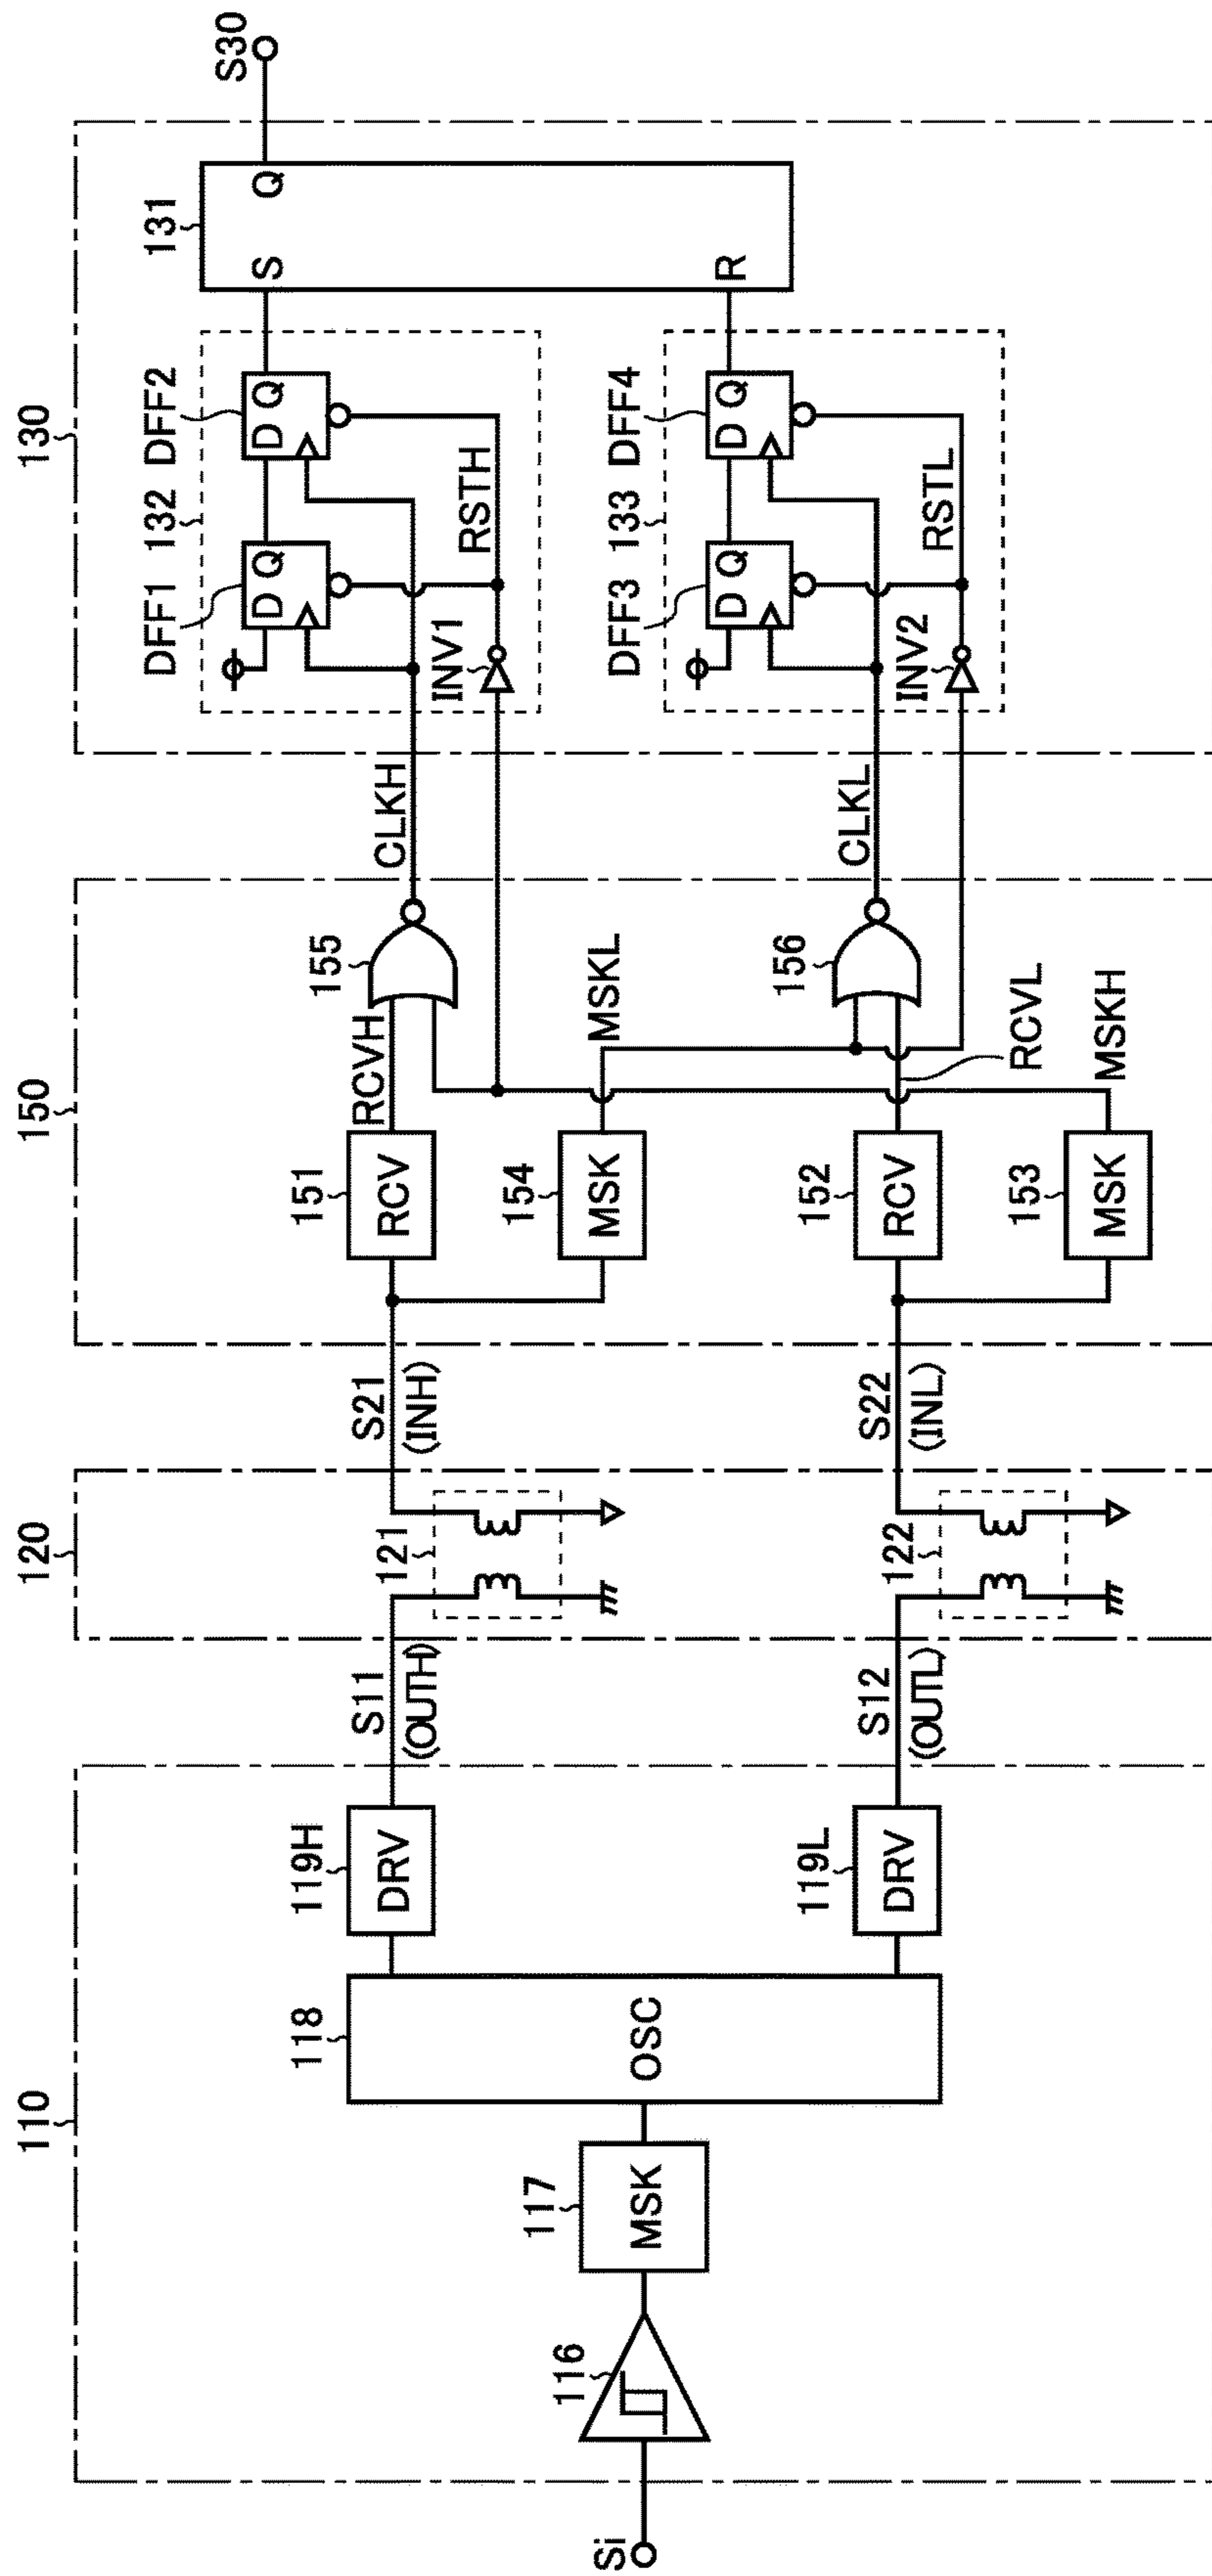 110
120
150
130
Si
116
117
MSK
118
OSC
119H
DRV
119L
DRV
S11
(OUTH)
S12
(OUTL)
121
122
S21
(INH)
S22
(INL)
151
RCV
154
MSK
152
RCV
153
MSK
RCVH
MSKL
RCVL
MSKH
155
156
CLKH
CLKL
DFF1
132
DFF2
D Q
D Q
INV1
RSTH
DFF3
133
DFF4
D Q
D Q
INV2
RSTL
131
S
Q
R
S30